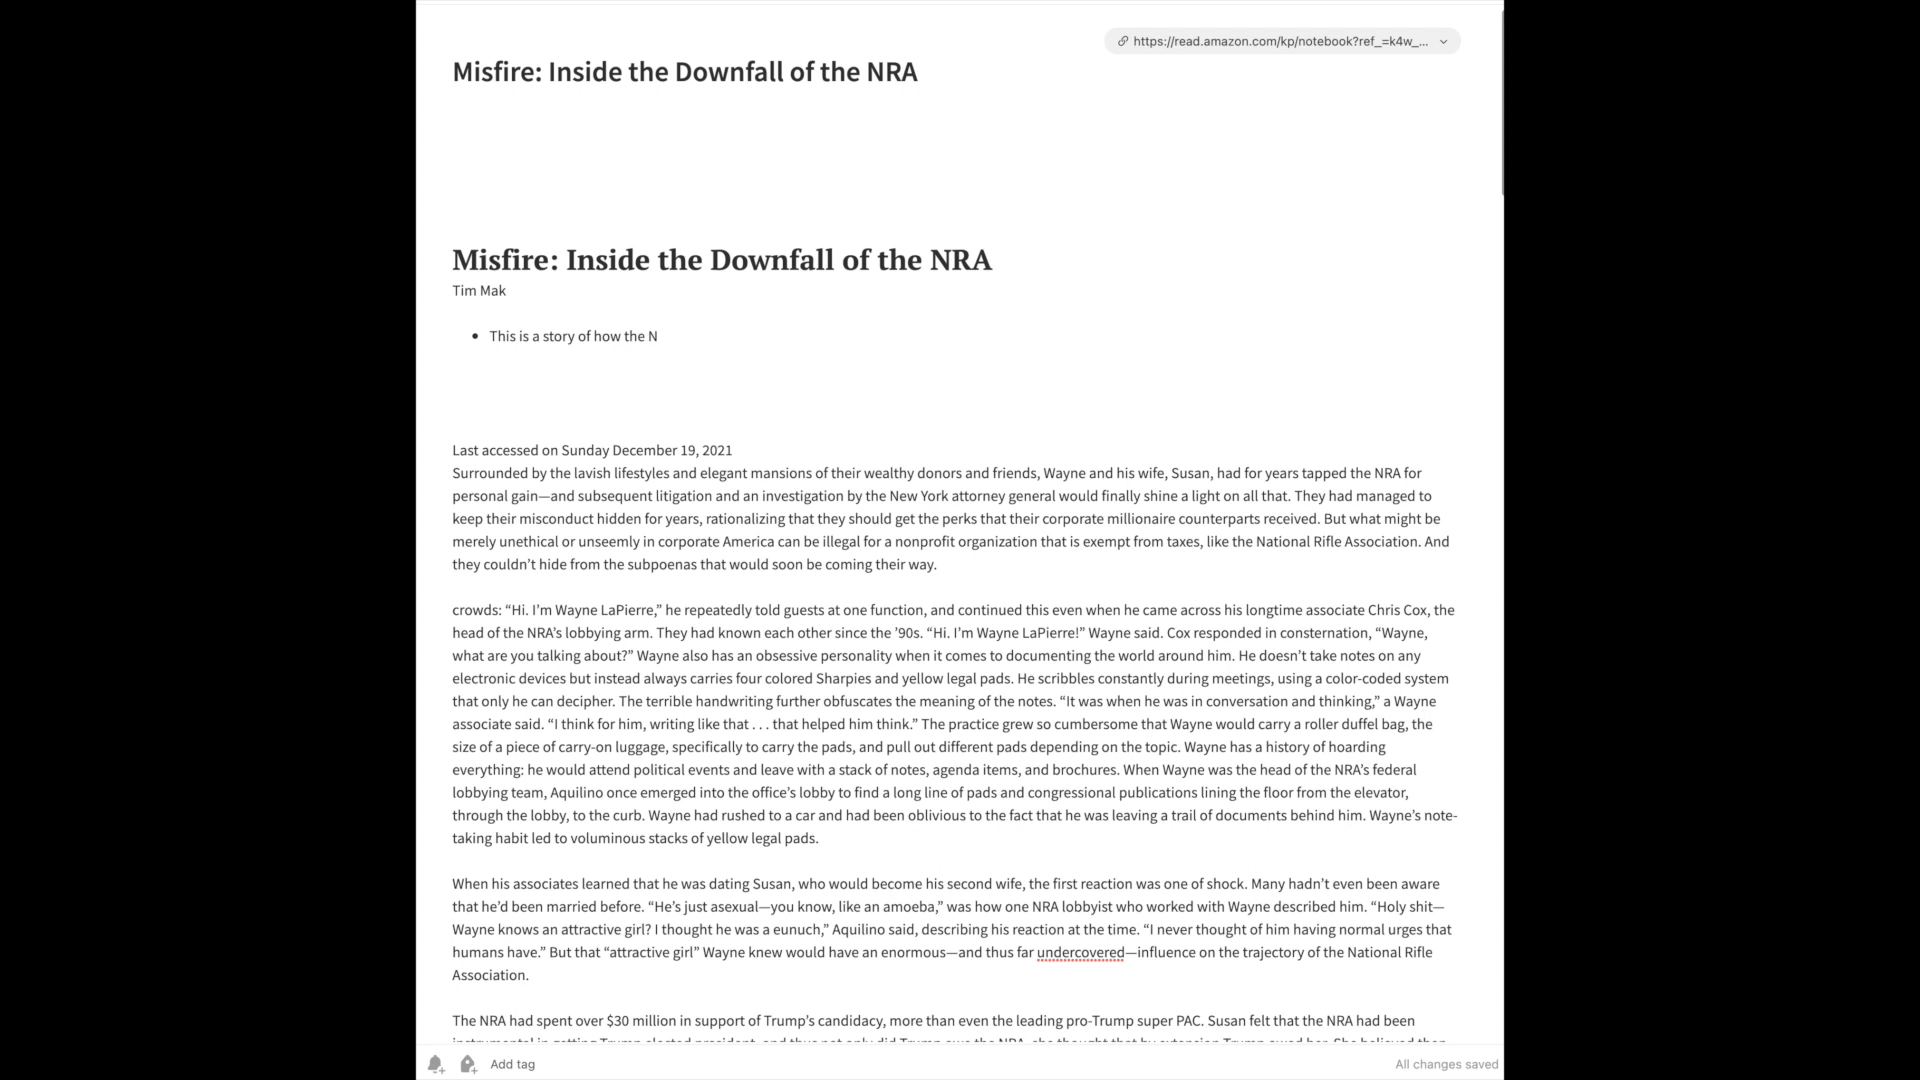 https://read.amazon.com/kp/notebook?ref_=k4w_...
Misfire: Inside the Downfall of the NRA
Misfire: Inside the Downfall of the NRA
Tim Mak
• This is a story of how the N
Last accessed on Sunday December 19, 2021
Surrounded by the lavish lifestyles and elegant mansions of their wealthy donors and friends, Wayne and his wife, Susan, had for years tapped the NRA for
personal gain—and subsequent litigation and an investigation by the New York attorney general would finally shine a light on all that. They had managed to
keep their misconduct hidden for years, rationalizing that they should get the perks that their corporate millionaire counterparts received. But what might be
merely unethical or unseemly in corporate America can be illegal for a nonprofit organization that is exempt from taxes, like the National Rifle Association. And
they couldn’t hide from the subpoenas that would soon be coming their way.
crowds: “Hi. I’m Wayne LaPierre,” he repeatedly told guests at one function, and continued this even when he came across his longtime associate Chris Cox, the
head of the NRA’s lobbying arm. They had known each other since the ’90s. “Hi. I’m Wayne LaPierre!” Wayne said. Cox responded in consternation, “Wayne,
what are you talking about?” Wayne also has an obsessive personality when it comes to documenting the world around him. He doesn’t take notes on any
electronic devices but instead always carries four colored Sharpies and yellow legal pads. He scribbles constantly during meetings, using a color-coded system
that only he can decipher. The terrible handwriting further obfuscates the meaning of the notes. “It was when he was in conversation and thinking,” a Wayne
associate said. “I think for him, writing like that . . . that helped him think.” The practice grew so cumbersome that Wayne would carry a roller duffel bag, the
size of a piece of carry-on luggage, specifically to carry the pads, and pull out different pads depending on the topic. Wayne has a history of hoarding
everything: he would attend political events and leave with a stack of notes, agenda items, and brochures. When Wayne was the head of the NRA’s federal
lobbying team, Aquilino once emerged into the office’s lobby to find a long line of pads and congressional publications lining the floor from the elevator,
through the lobby, to the curb. Wayne had rushed to a car and had been oblivious to the fact that he was leaving a trail of documents behind him. Wayne’s note-
taking habit led to voluminous stacks of yellow legal pads.
When his associates learned that he was dating Susan, who would become his second wife, the first reaction was one of shock. Many hadn’t even been aware
that he’d been married before. “He’s just asexual—you know, like an amoeba,” was how one NRA lobbyist who worked with Wayne described him. “Holy shit—
Wayne knows an attractive girl? I thought he was a eunuch,” Aquilino said, describing his reaction at the time. “I never thought of him having normal urges that
humans have.” But that “attractive girl” Wayne knew would have an enormous—and thus far undercovered—influence on the trajectory of the National Rifle
Association.
The NRA had spent over $30 million in support of Trump’s candidacy, more than even the leading pro-Trump super PAC. Susan felt that the NRA had been
instrumental in getting Trump elected president, and thus not only did Trump owe the NRA, she thought that by extension Trump owed her. She believed then
Add tag
All changes saved